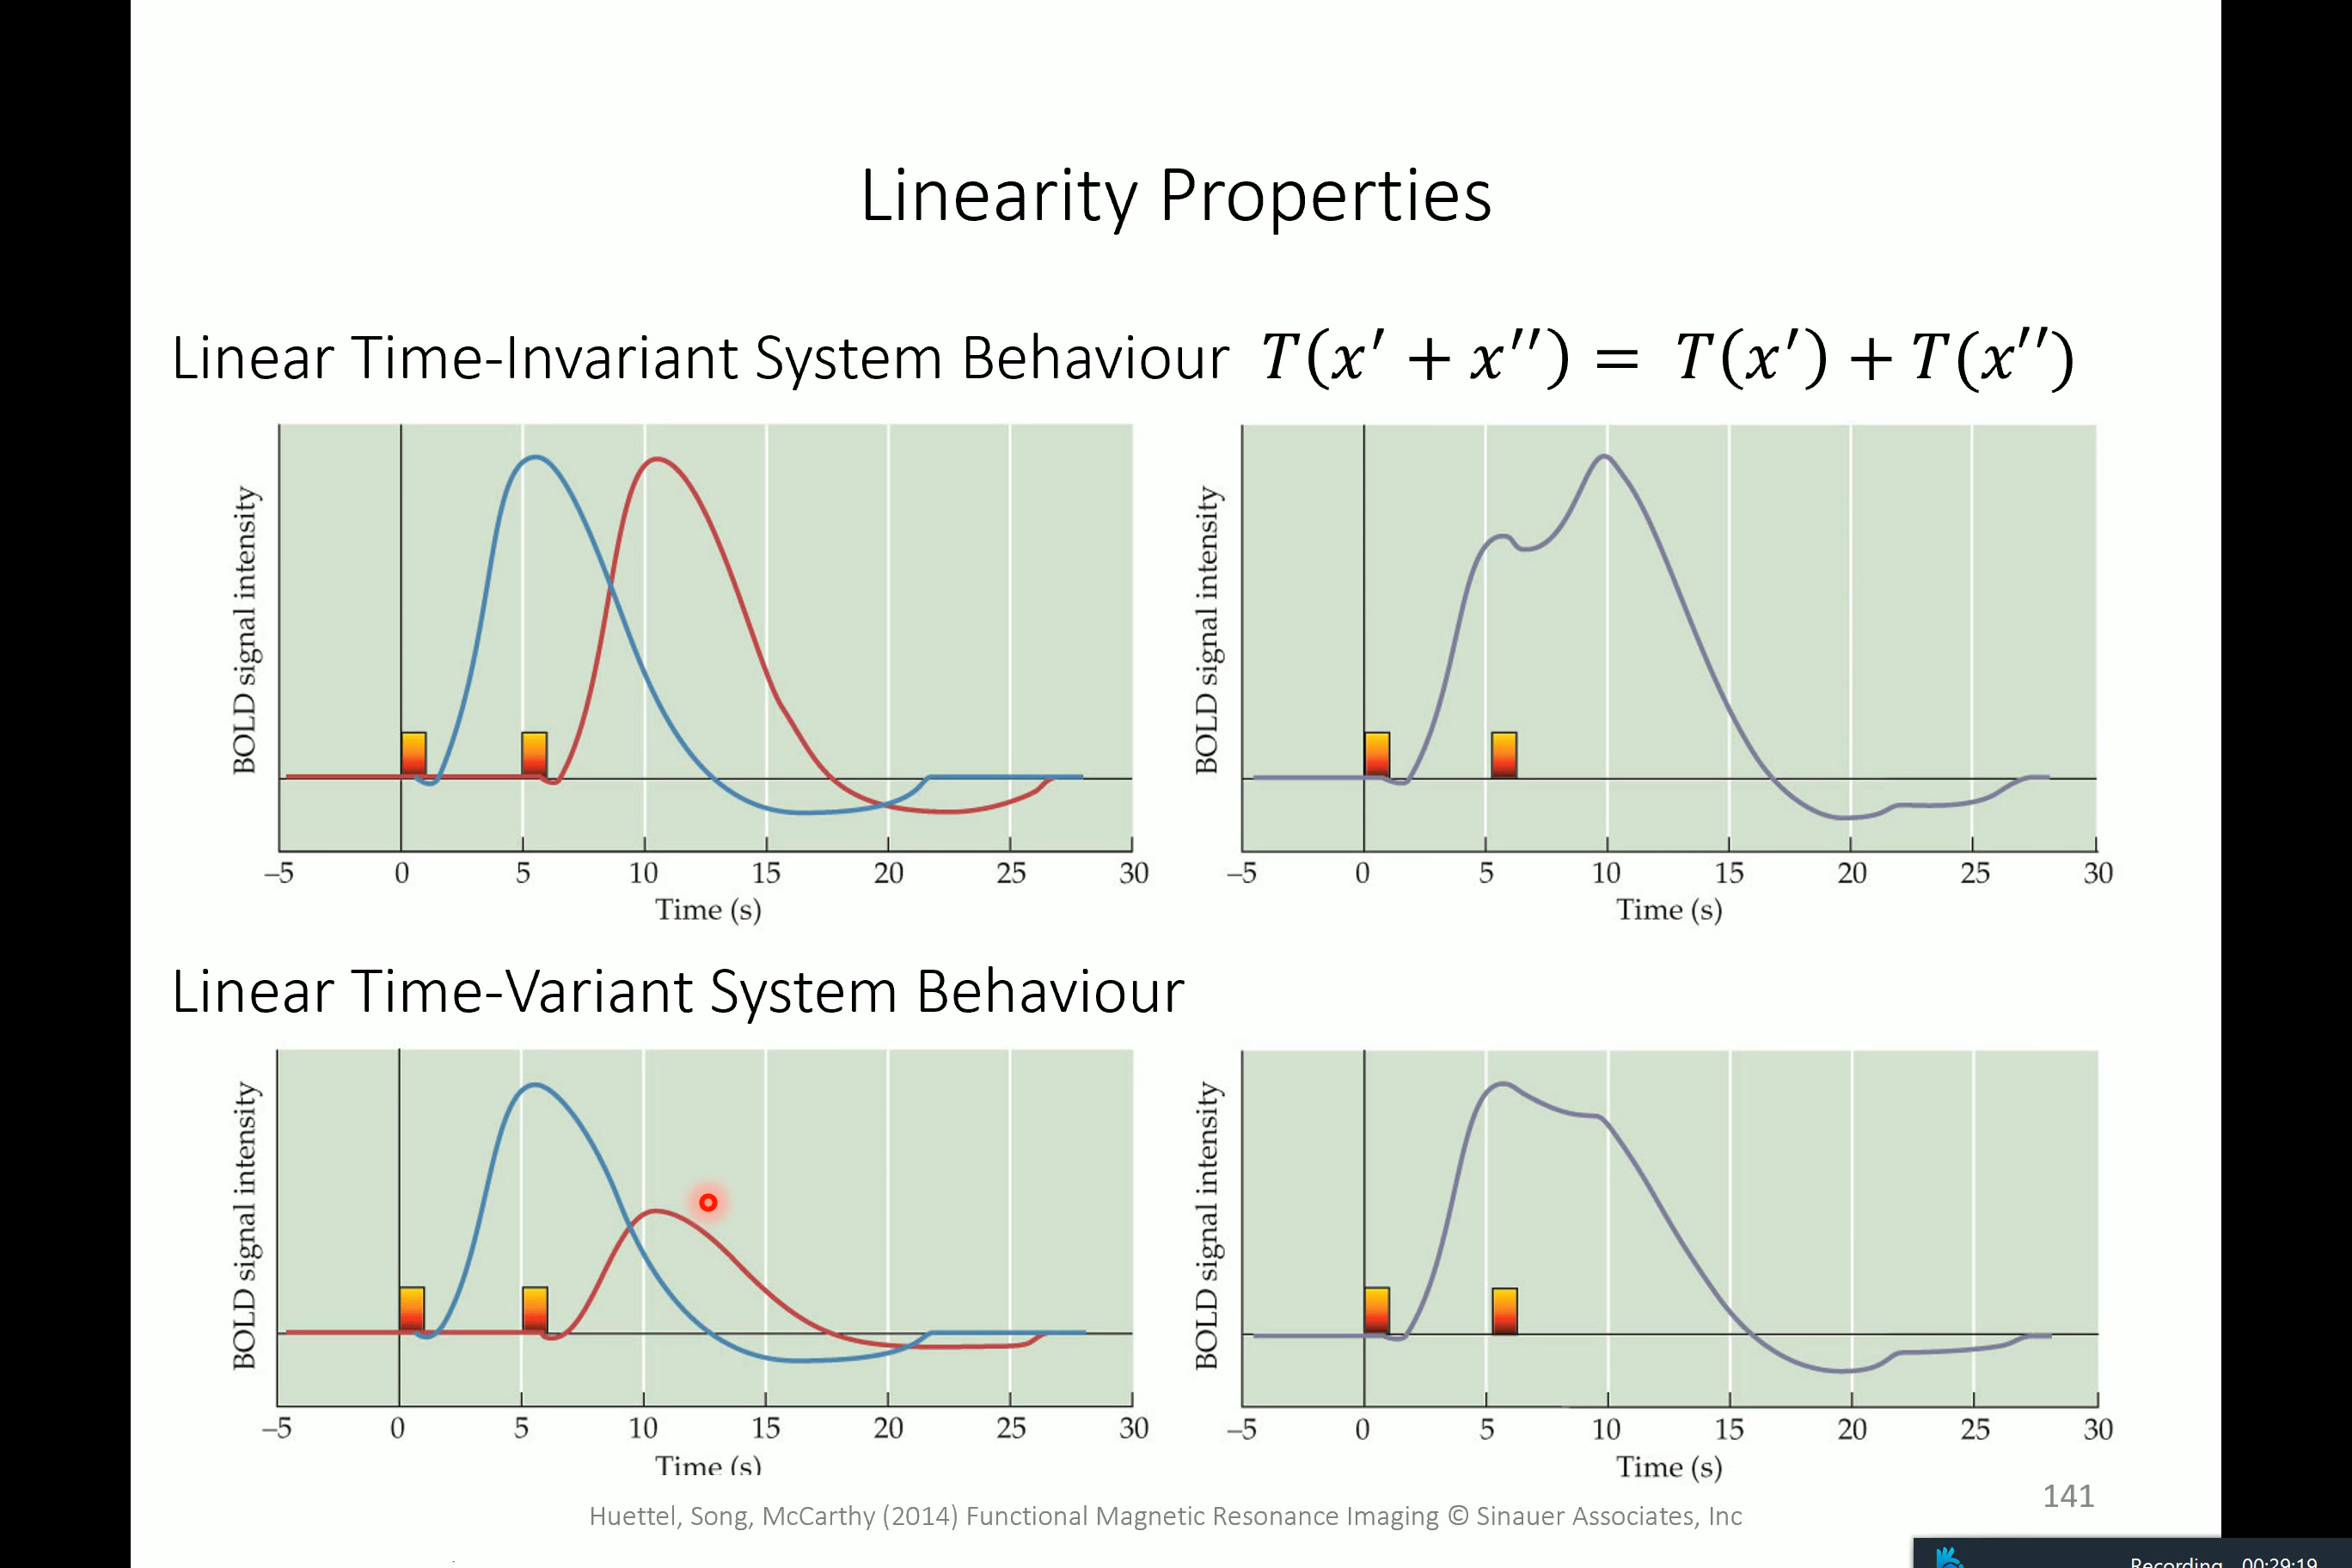 Linearity Properties
Linear Time-Invariant System Behaviour T(x′ + x′′) = T(x′) + T(x′′)
BOLD signal intensity
–5 0 5 10 15 20 25 30
Time (s)
BOLD signal intensity
–5 0 5 10 15 20 25 30
Time (s)
Linear Time-Variant System Behaviour
BOLD signal intensity
–5 0 5 10 15 20 25 30
Time (s)
BOLD signal intensity
–5 0 5 10 15 20 25 30
Time (s)
141
Huettel, Song, McCarthy (2014) Functional Magnetic Resonance Imaging © Sinauer Associates, Inc
Recording 00:29:19